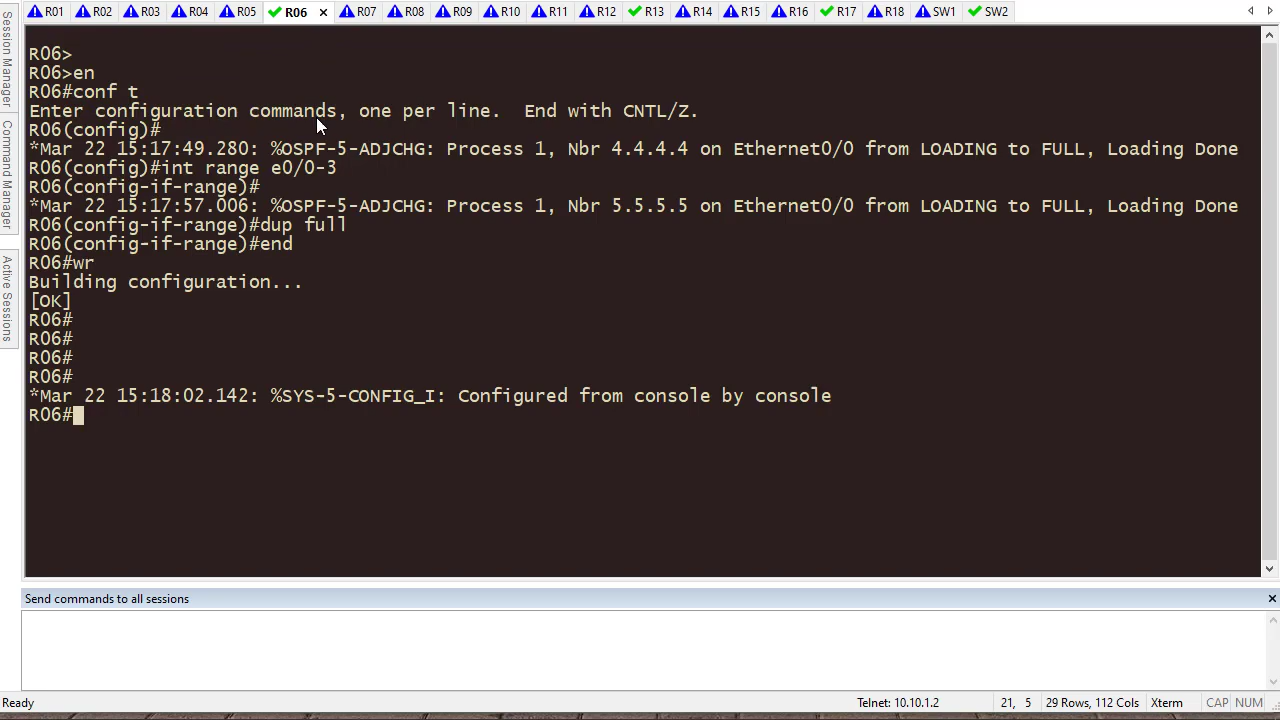 R01 R02 R03 R04 R05 R06 × R07 R08 R09 R10 R11 R12 R13 R14 R15 R16 R17 R18 SW1 SW2
Session Manager
Command Manager
Active Sessions
R06>
R06>en
R06#conf t
Enter configuration commands, one per line.  End with CNTL/Z.
R06(config)#
*Mar 22 15:17:49.280: %OSPF-5-ADJCHG: Process 1, Nbr 4.4.4.4 on Ethernet0/0 from LOADING to FULL, Loading Done
R06(config)#int range e0/0-3
R06(config-if-range)#
*Mar 22 15:17:57.006: %OSPF-5-ADJCHG: Process 1, Nbr 5.5.5.5 on Ethernet0/0 from LOADING to FULL, Loading Done
R06(config-if-range)#dup full
R06(config-if-range)#end
R06#wr
Building configuration...
[OK]
R06#
R06#
R06#
R06#
*Mar 22 15:18:02.142: %SYS-5-CONFIG_I: Configured from console by console
R06#
Send commands to all sessions ×
Ready Telnet: 10.10.1.2 21, 5 29 Rows, 112 Cols Xterm CAP NUM